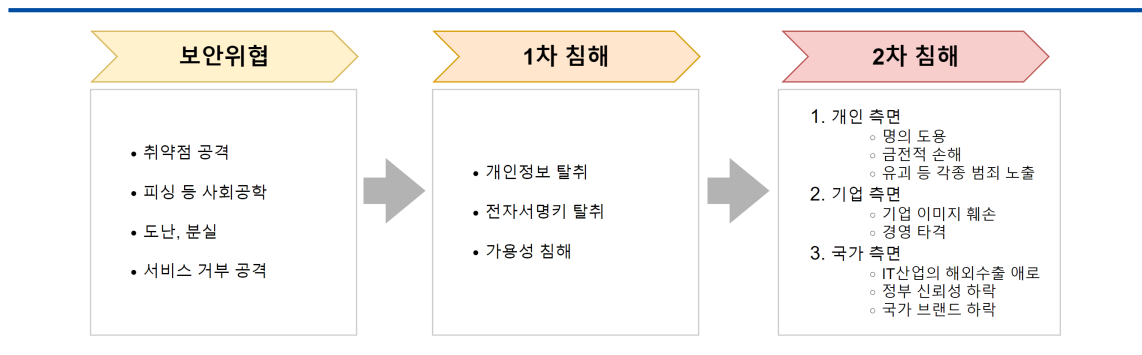 보안위협
• 취약점 공격
• 피싱 등 사회공학
• 도난, 분실
• 서비스 거부 공격
1차 침해
• 개인정보 탈취
• 전자서명키 탈취
• 가용성 침해
2차 침해
1. 개인 측면
○ 명의 도용
○ 금전적 손해
○ 유괴 등 각종 범죄 노출
2. 기업 측면
○ 기업 이미지 훼손
○ 경영 타격
3. 국가 측면
○ IT산업의 해외수출 애로
○ 정부 신뢰성 하락
○ 국가 브랜드 하락